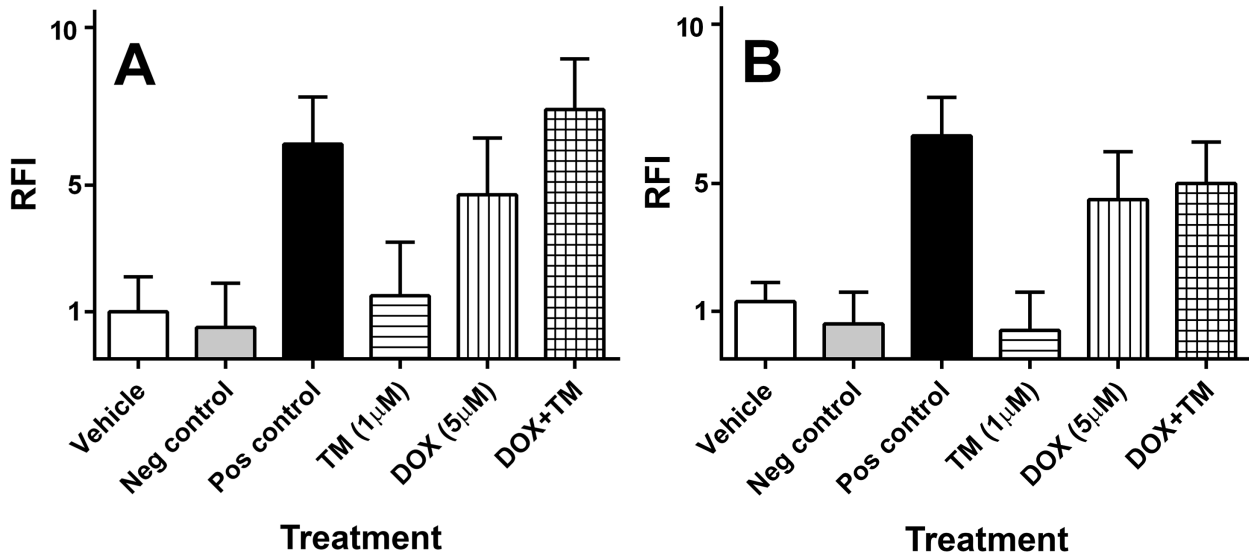 A
10
5
1
RFI
Vehicle
Neg control
Pos control
TM (1μM)
DOX (5μM)
DOX+TM
Treatment
B
10
5
1
RFI
Vehicle
Neg control
Pos control
TM (1μM)
DOX (5μM)
DOX+TM
Treatment